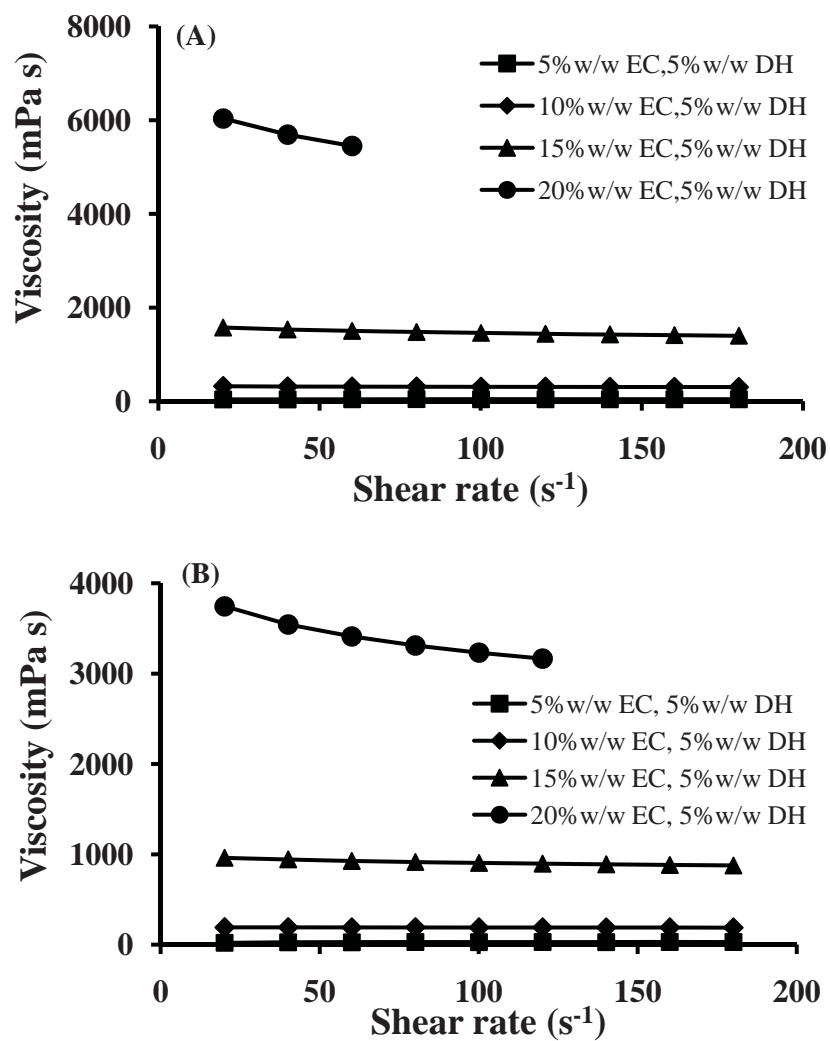 (A)
8000
6000
4000
2000
0
Viscosity (mPa s)
5%w/w EC,5%w/w DH
10%w/w EC,5%w/w DH
15%w/w EC,5%w/w DH
20%w/w EC,5%w/w DH
0 50 100 150 200
Shear rate (s-1)
(B)
4000
3000
2000
1000
0
Viscosity (mPa s)
5%w/w EC, 5%w/w DH
10%w/w EC, 5%w/w DH
15%w/w EC, 5%w/w DH
20%w/w EC, 5%w/w DH
0 50 100 150 200
Shear rate (s-1)